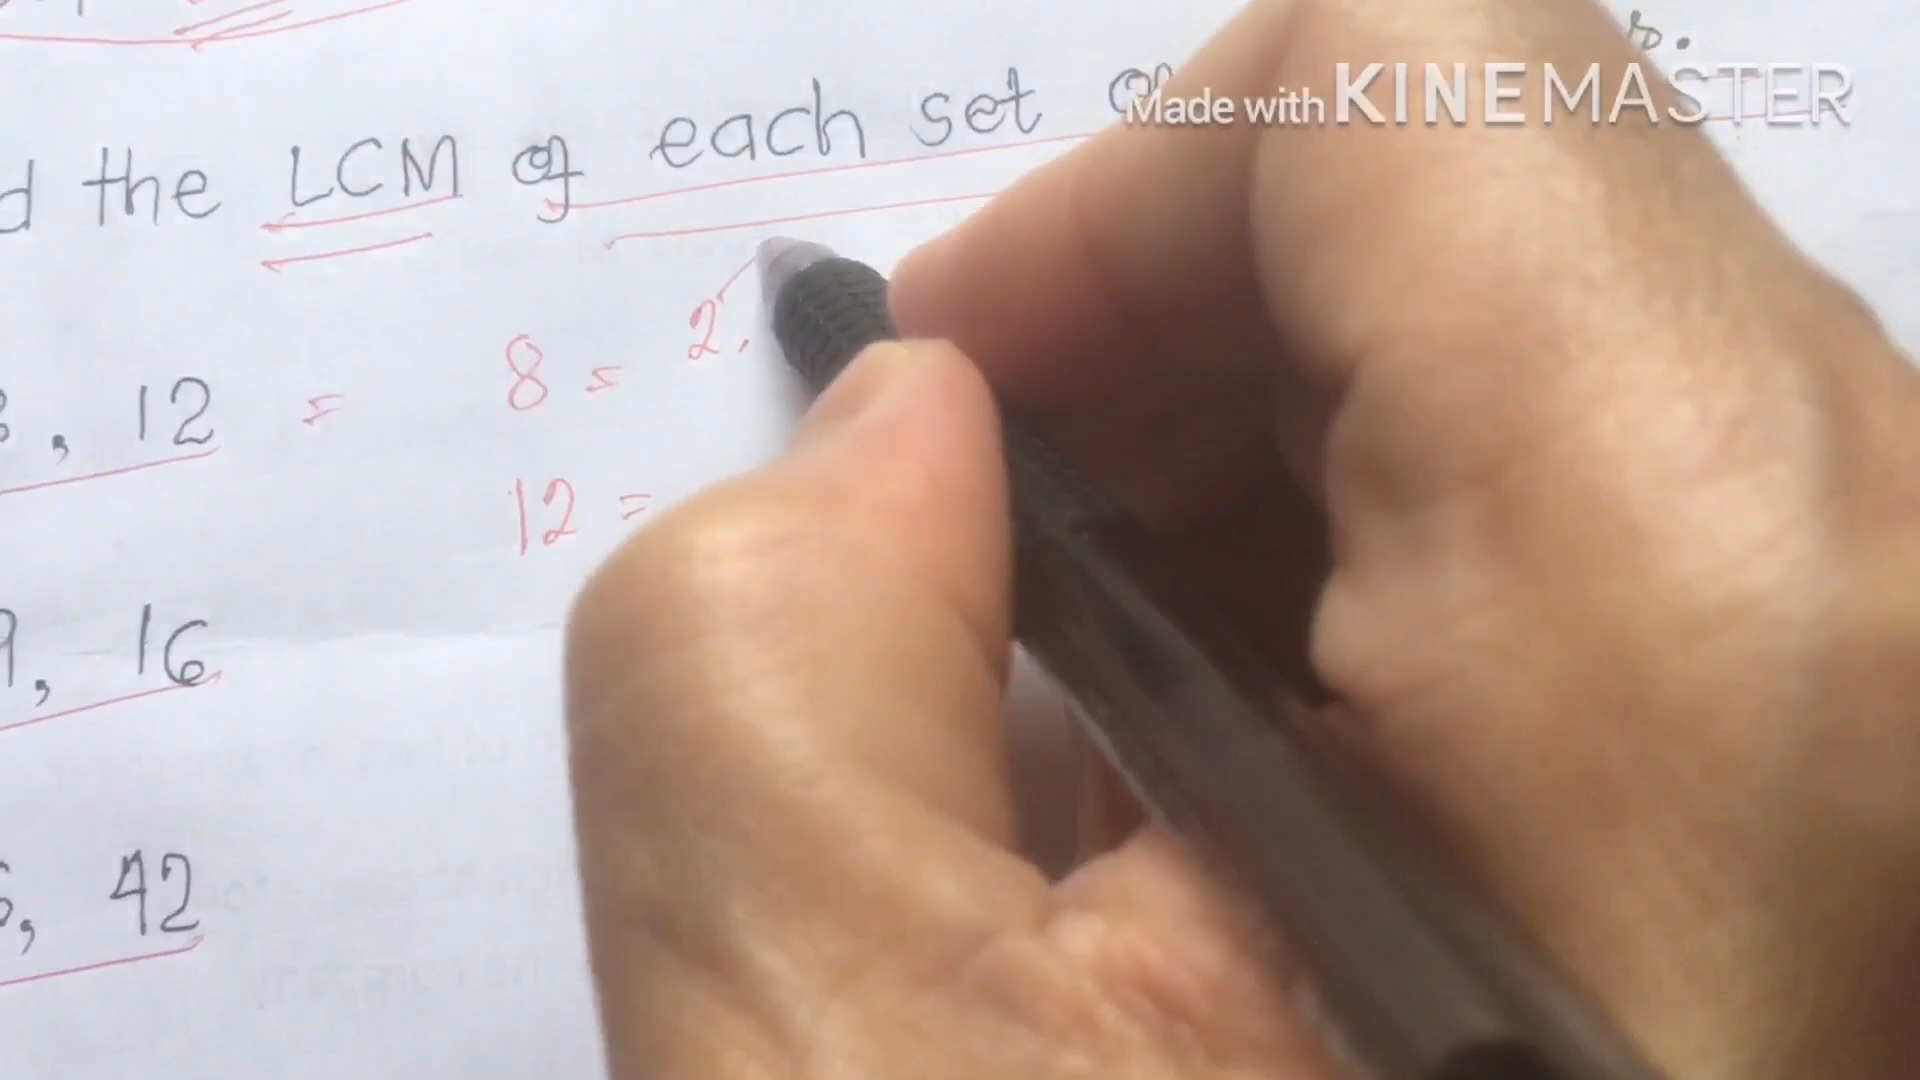 the LCM of each set
Made with KINEMASTER
8 = 2,
, 12 =
12 =
, 16
, 42